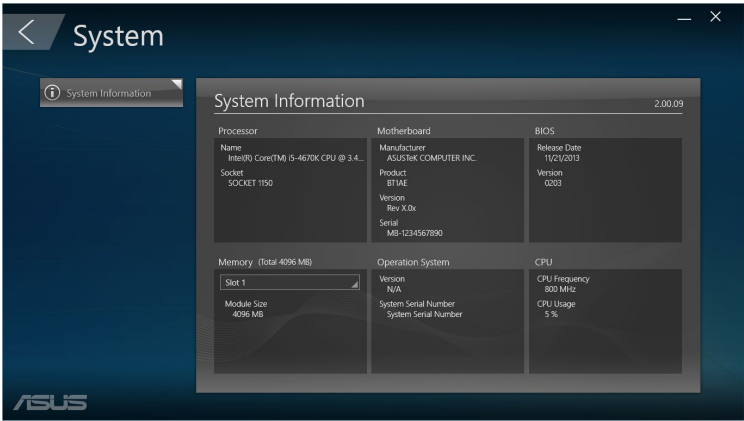 System
System Information
System Information
2.00.09
Processor
Name
Intel(R) Core(TM) i5-4670K CPU @ 3.4...
Socket
SOCKET 1150
Motherboard
Manufacturer
ASUSTeK COMPUTER INC.
Product
BT1AE
Version
Rev X.0x
Serial
MB-1234567890
BIOS
Release Date
11/21/2013
Version
0203
Memory (Total 4096 MB)
Slot 1
Module Size
4096 MB
Operation System
Version
N/A
System Serial Number
System Serial Number
CPU
CPU Frequency
800 MHz
CPU Usage
5 %
ASUS